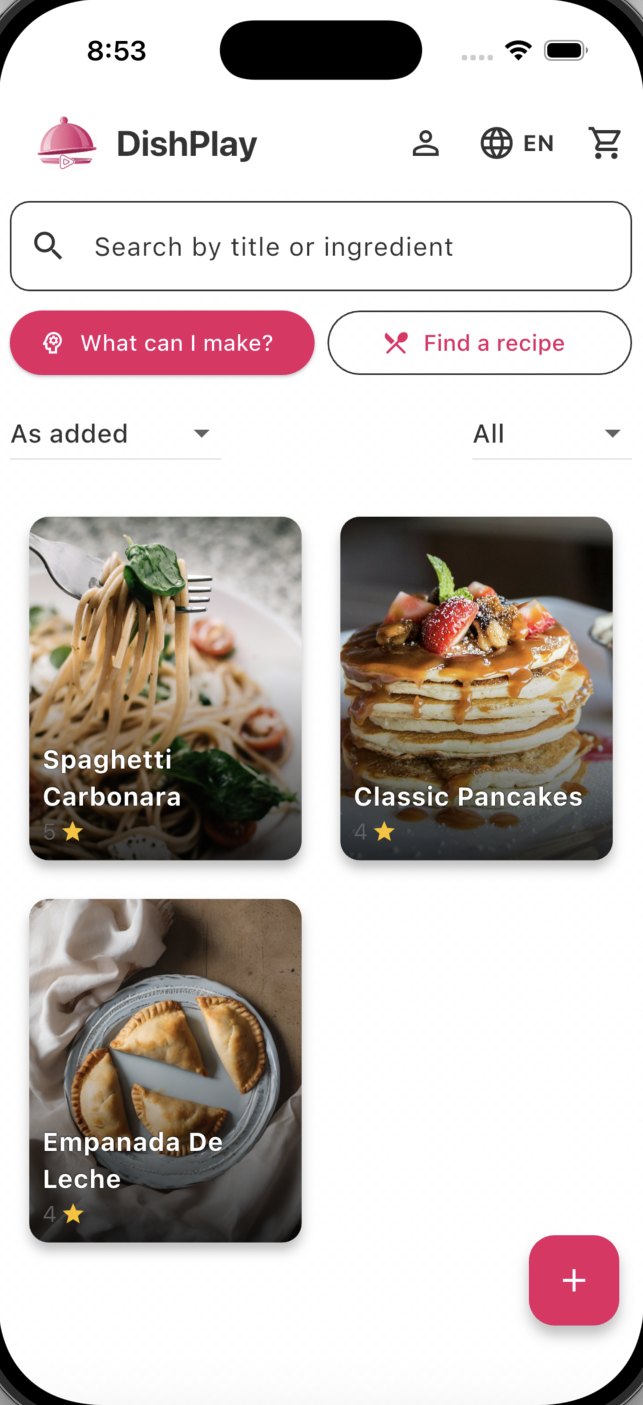 8:53
DishPlay
EN
Search by title or ingredient
What can I make?
Find a recipe
As added
All
Spaghetti
Carbonara
5
Classic Pancakes
4
Empanada De
Leche
4